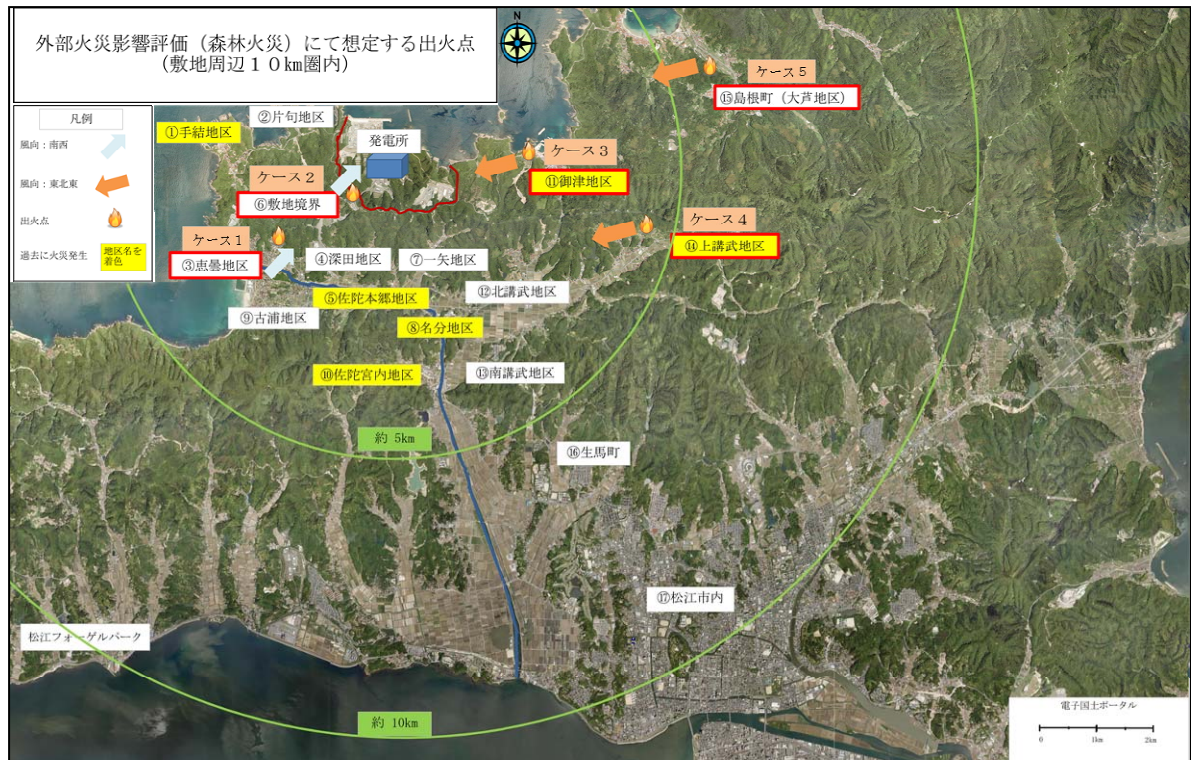 外部火災影響評価（森林火災）にて想定する出火点
（敷地周辺１０km圏内）
N
凡例
風向：南西
風向：東北東
出火点
過去に火災発生
地区名を
着色
①手結地区
②片句地区
発電所
ケース２
⑥敷地境界
ケース１
③恵曇地区
④深田地区
⑦一矢地区
ケース３
⑪御津地区
ケース４
⑭上講武地区
ケース５
⑮島根町（大芦地区）
⑤佐陀本郷地区
⑫北講武地区
⑨古浦地区
⑧名分地区
⑩佐陀宮内地区
⑬南講武地区
約 5km
⑯生馬町
⑰松江市内
松江フォーゲルパーク
約 10km
電子国土ポータル
0 1km 2km